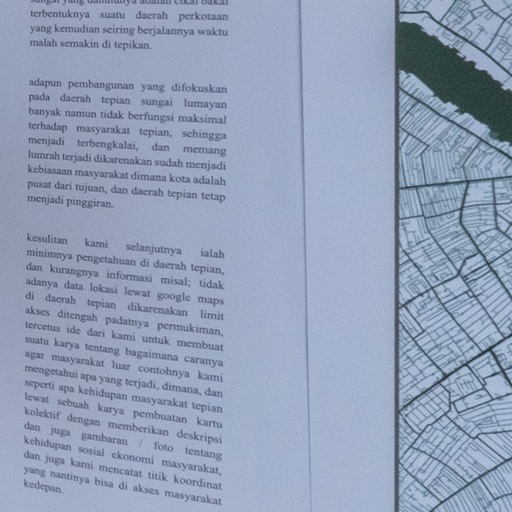 sungai yang dahulunya adalah cikal bakal
terbentuknya suatu daerah perkotaan
yang kemudian seiring berjalannya waktu
malah semakin di tepikan.
adapun pembangunan yang difokuskan
pada daerah tepian sungai lumayan
banyak namun tidak berfungsi maksimal
terhadap masyarakat tepian, sehingga
menjadi terbengkalai, dan memang
lumrah terjadi dikarenakan sudah menjadi
kebiasaan masyarakat dimana kota adalah
pusat dari tujuan, dan daerah tepian tetap
menjadi pinggiran.
kesulitan kami selanjutnya ialah
minimnya pengetahuan di daerah tepian,
dan kurangnya informasi misal; tidak
adanya data lokasi lewat google maps
di daerah tepian dikarenakan limit
akses ditengah padatnya permukiman,
tercetus ide dari kami untuk membuat
suatu karya tentang bagaimana caranya
agar masyarakat luar contohnya kami
mengetahui apa yang terjadi, dimana, dan
seperti apa kehidupan masyarakat tepian
lewat sebuah karya pembuatan kartu
kolektif dengan memberikan deskripsi
dan juga gambaran / foto tentang
kehidupan sosial ekonomi masyarakat,
dan juga kami mencatat titik koordinat
yang nantinya bisa di akses masyarakat
kedepan.